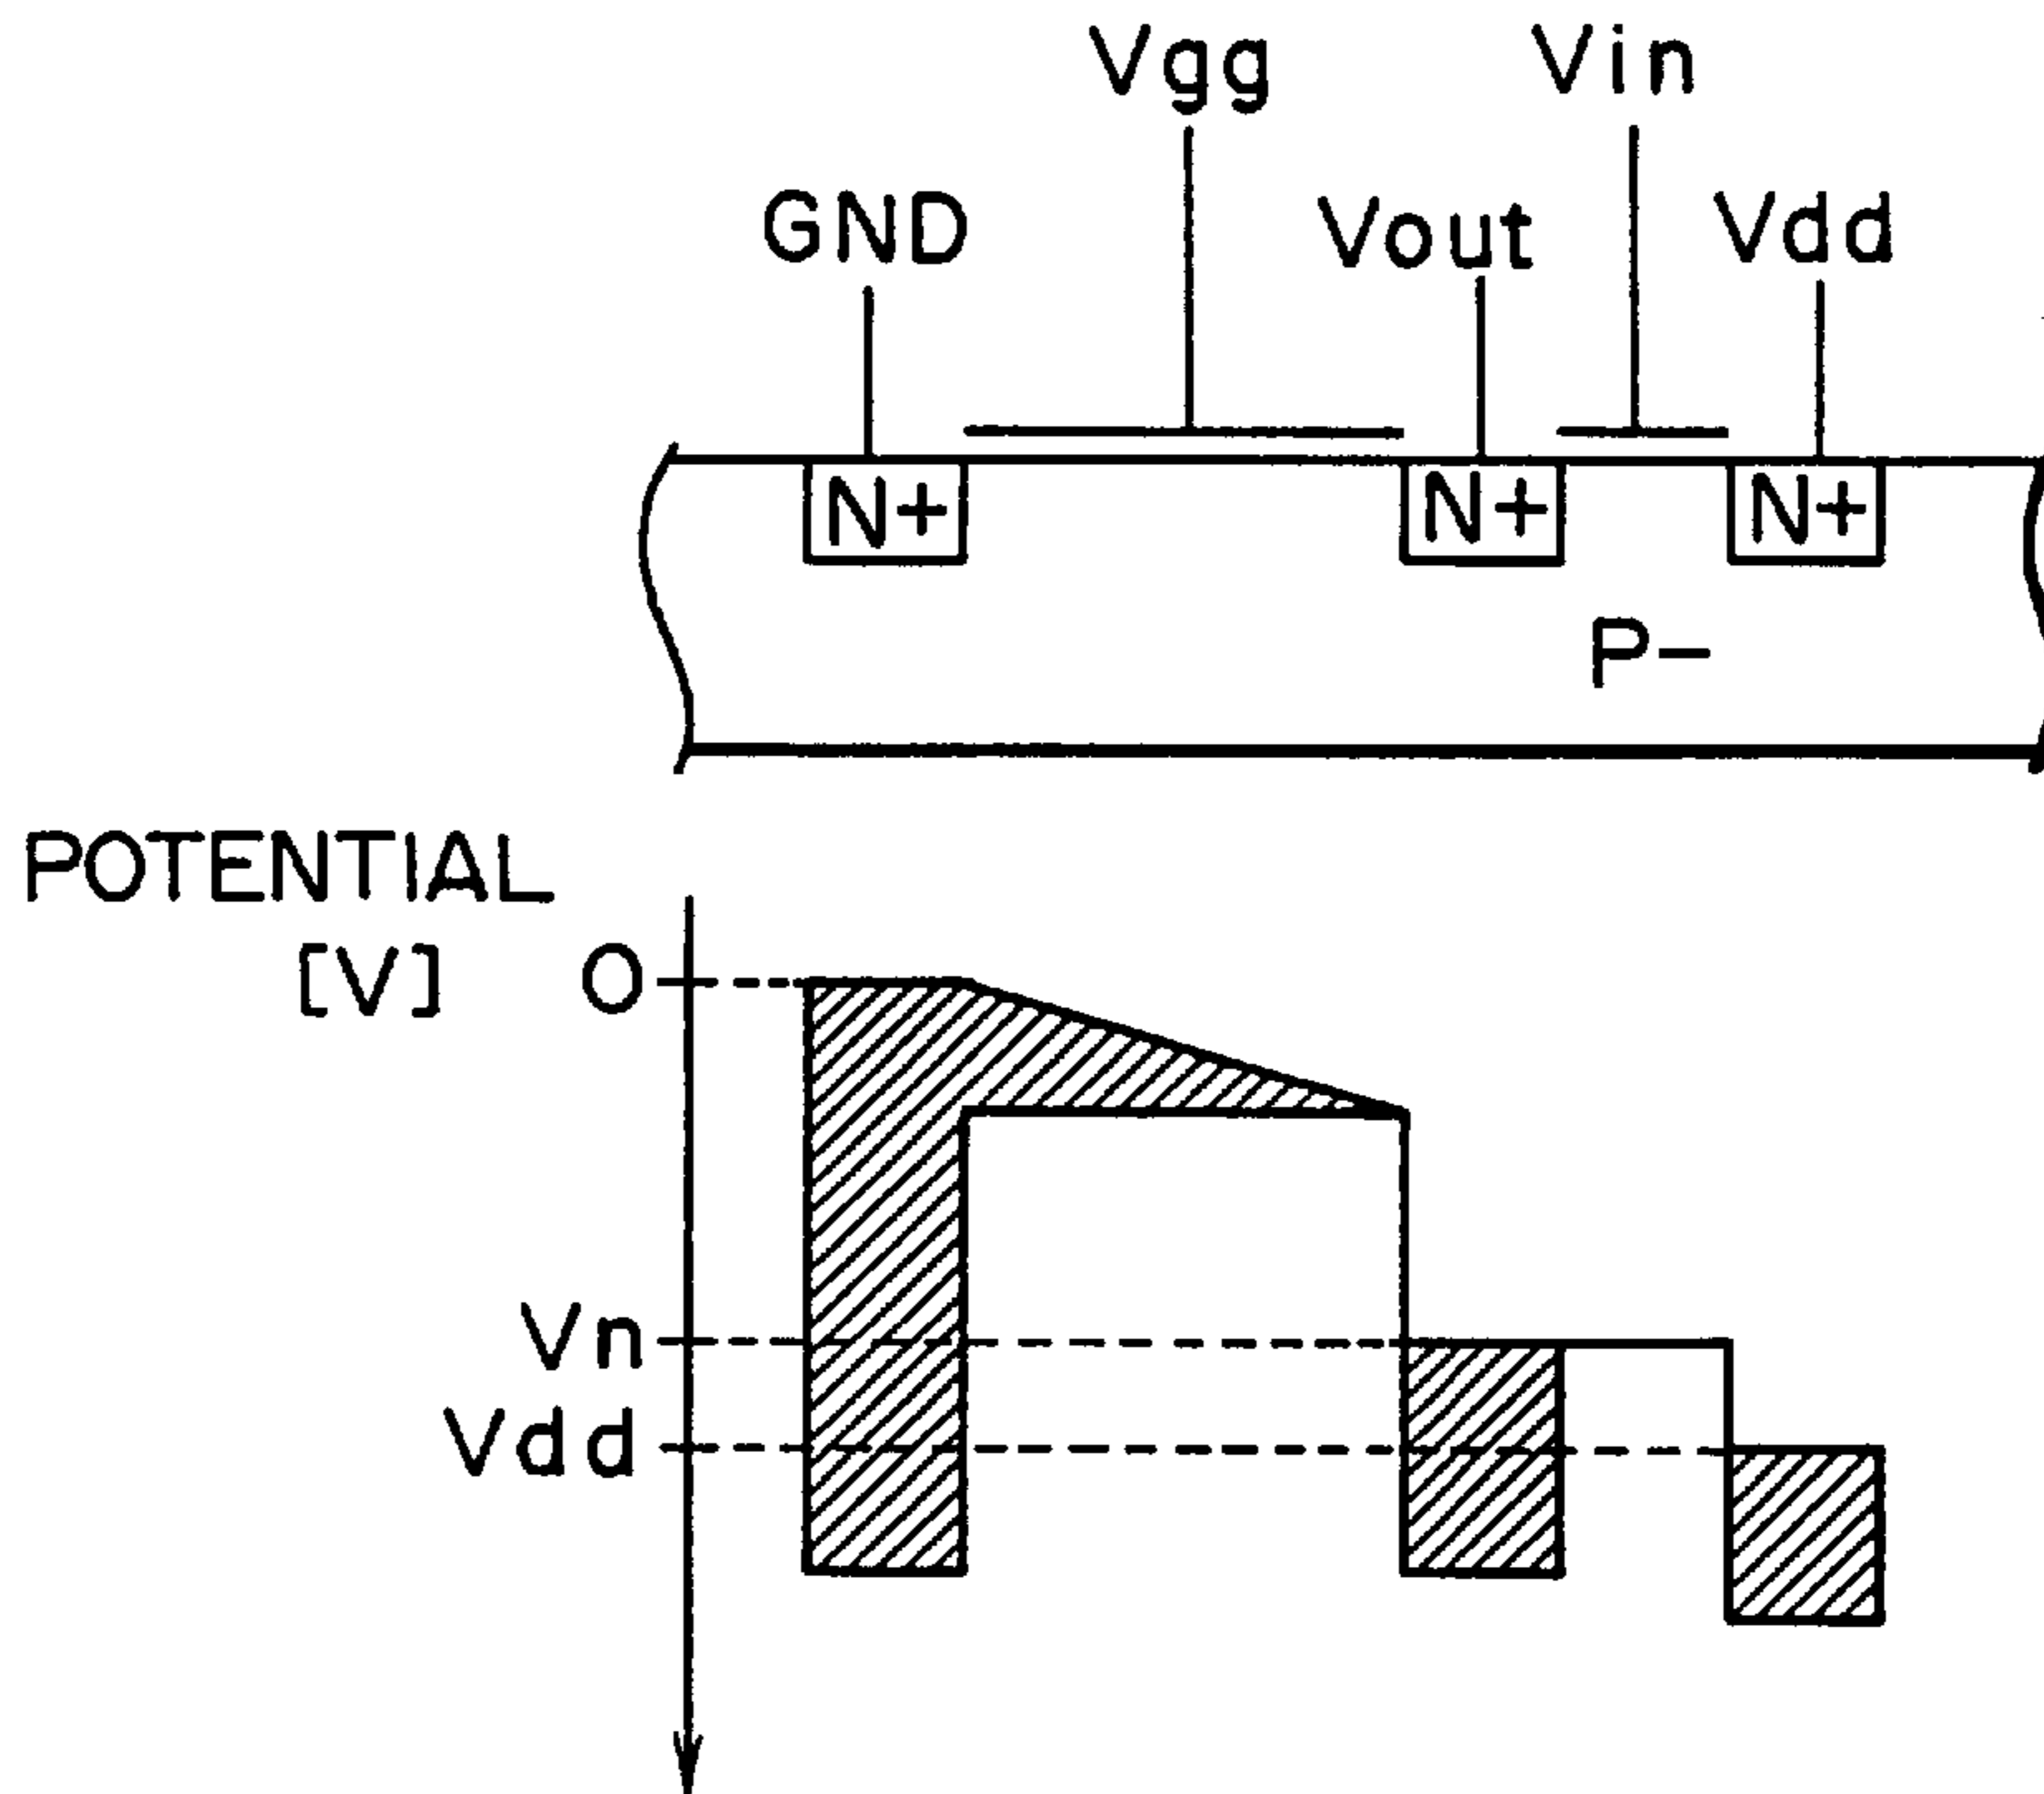 Vgg Vin
GND Vout Vdd
N+ N+ N+
P-
POTENTIAL
[V] 0
Vn
Vdd